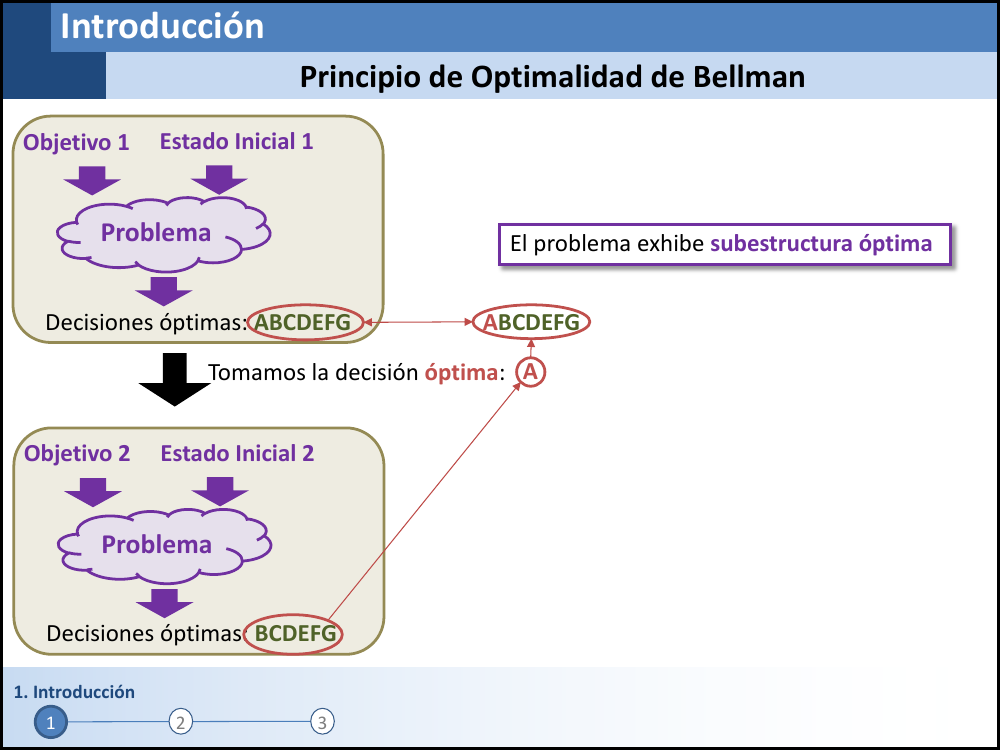 Introducción
Principio de Optimalidad de Bellman
Objetivo 1 Estado Inicial 1
Problema
El problema exhibe subestructura óptima
Decisiones óptimas: ABCDEFG
ABCDEFG
Tomamos la decisión óptima: A
Objetivo 2 Estado Inicial 2
Problema
Decisiones óptimas: BCDEFG
1. Introducción
1 2 3